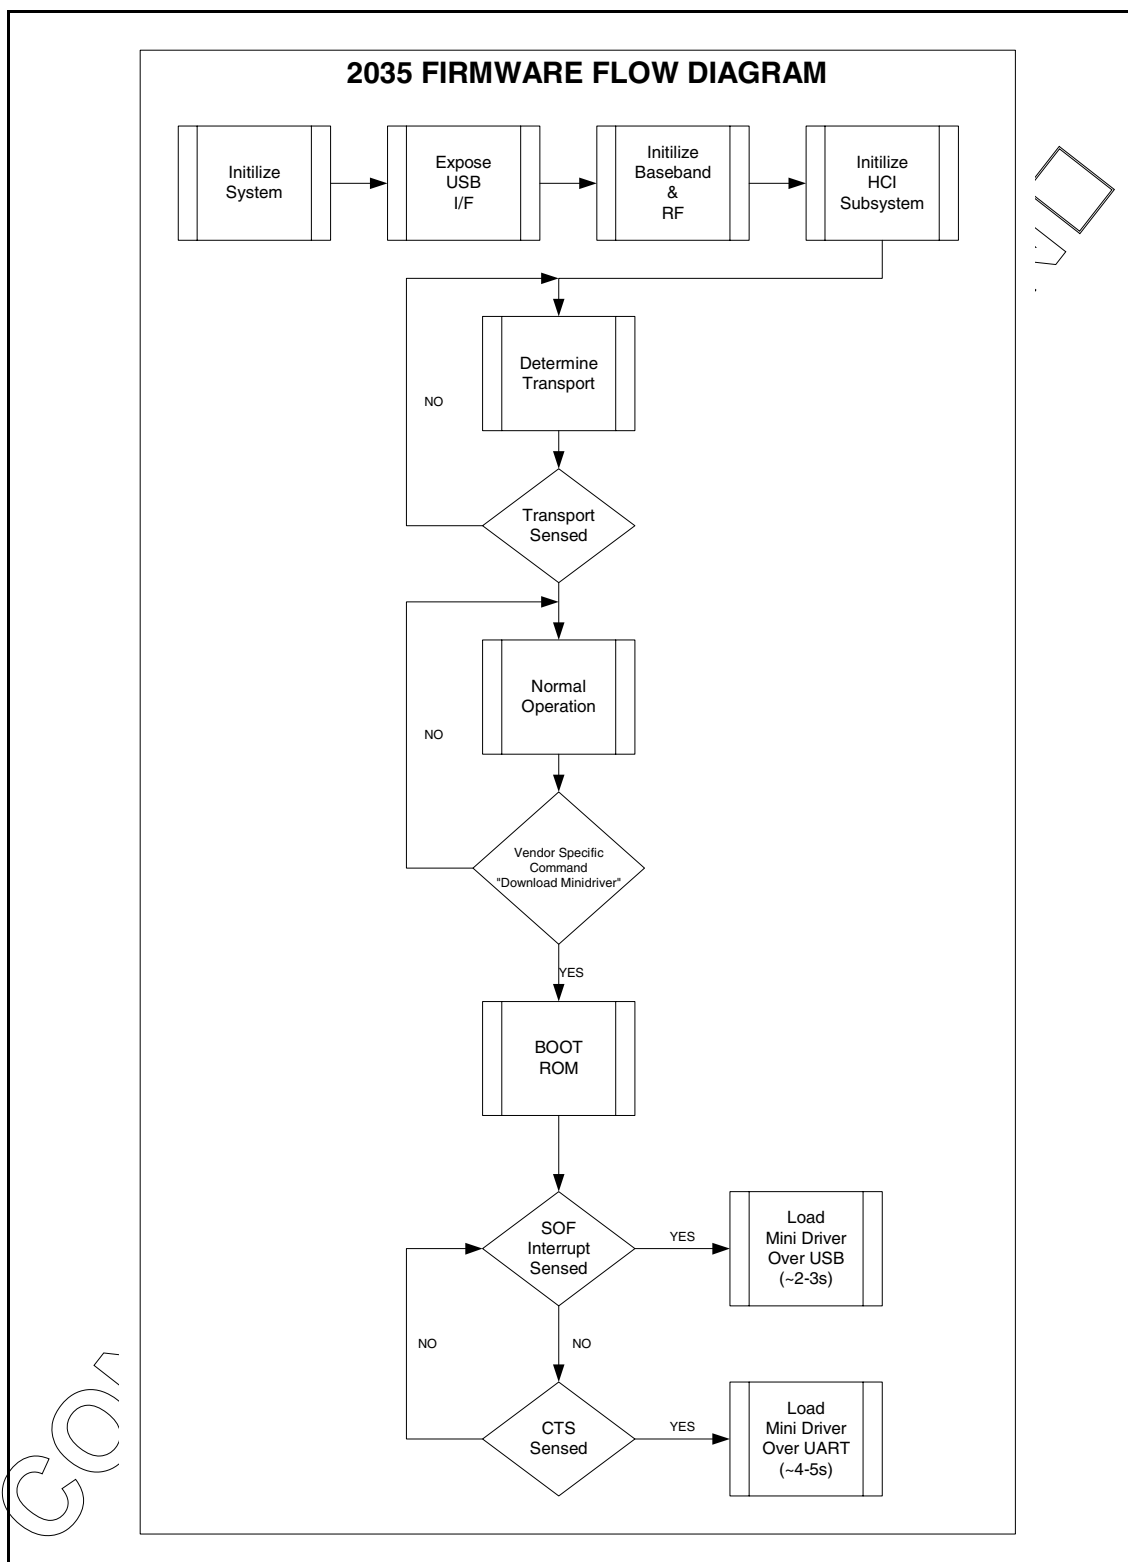 2035 FIRMWARE FLOW DIAGRAM
Initilize
System
Expose
USB
I/F
Initilize
Baseband
&
RF
Initilize
HCI
Subsystem
Determine
Transport
NO
Transport
Sensed
Normal
Operation
NO
Vendor Specific
Command
"Download Minidriver"
YES
BOOT
ROM
SOF
Interrupt
Sensed
YES
Load
Mini Driver
Over USB
(~2-3s)
NO
NO
CTS
Sensed
YES
Load
Mini Driver
Over UART
(~4-5s)
CO